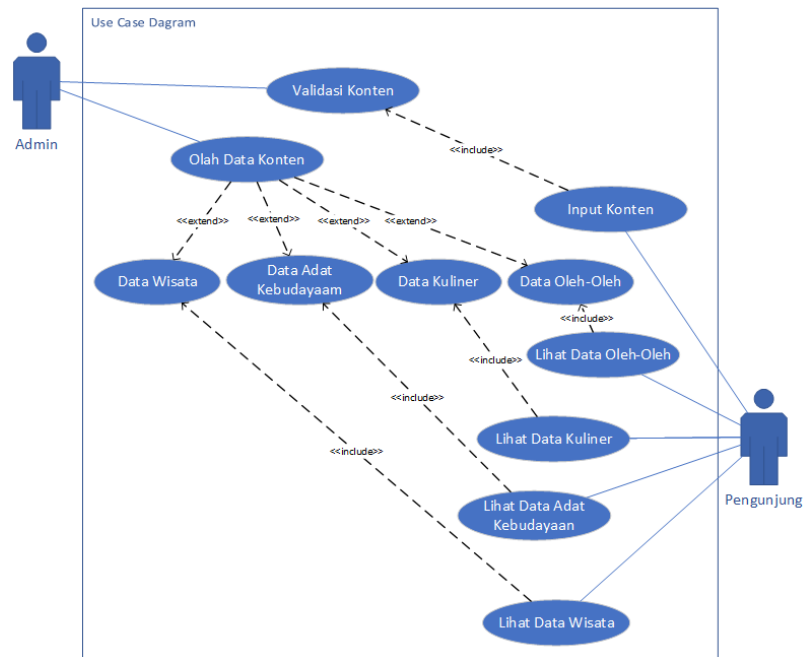 Use Case Dagram
Admin
Validasi Konten
<<include>>
Olah Data Konten
Input Konten
<<extend>>
<<extend>>
<<extend>>
<<extend>>
Data Wisata
Data Adat
Kebudayaam
Data Kuliner
Data Oleh-Oleh
<<include>>
Lihat Data Oleh-Oleh
<<include>>
<<include>>
Lihat Data Kuliner
<<include>>
Lihat Data Adat
Kebudayaan
Pengunjung
Lihat Data Wisata